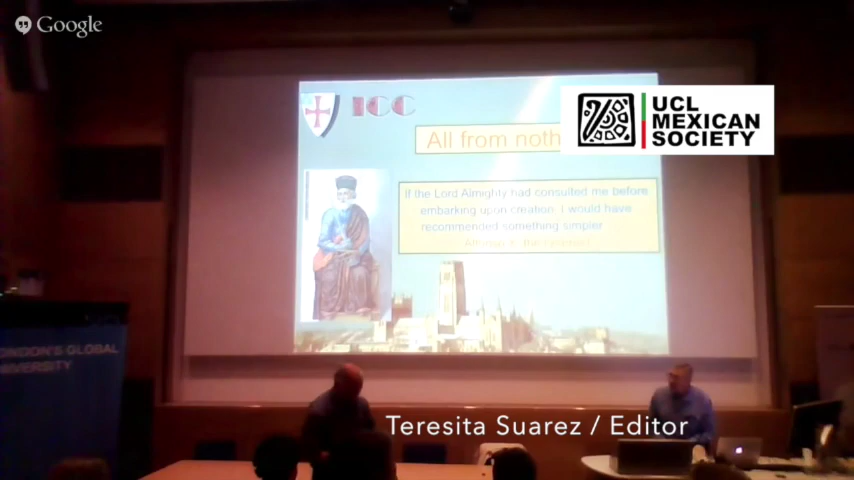 Google
UCL
MEXICAN
SOCIETY
ICC
All from noth
If the Lord Almighty had consulted me before
embarking upon creation, I would have
recommended something simpler
LONDON'S GLOBAL
UNIVERSITY
Teresita Suarez / Editor